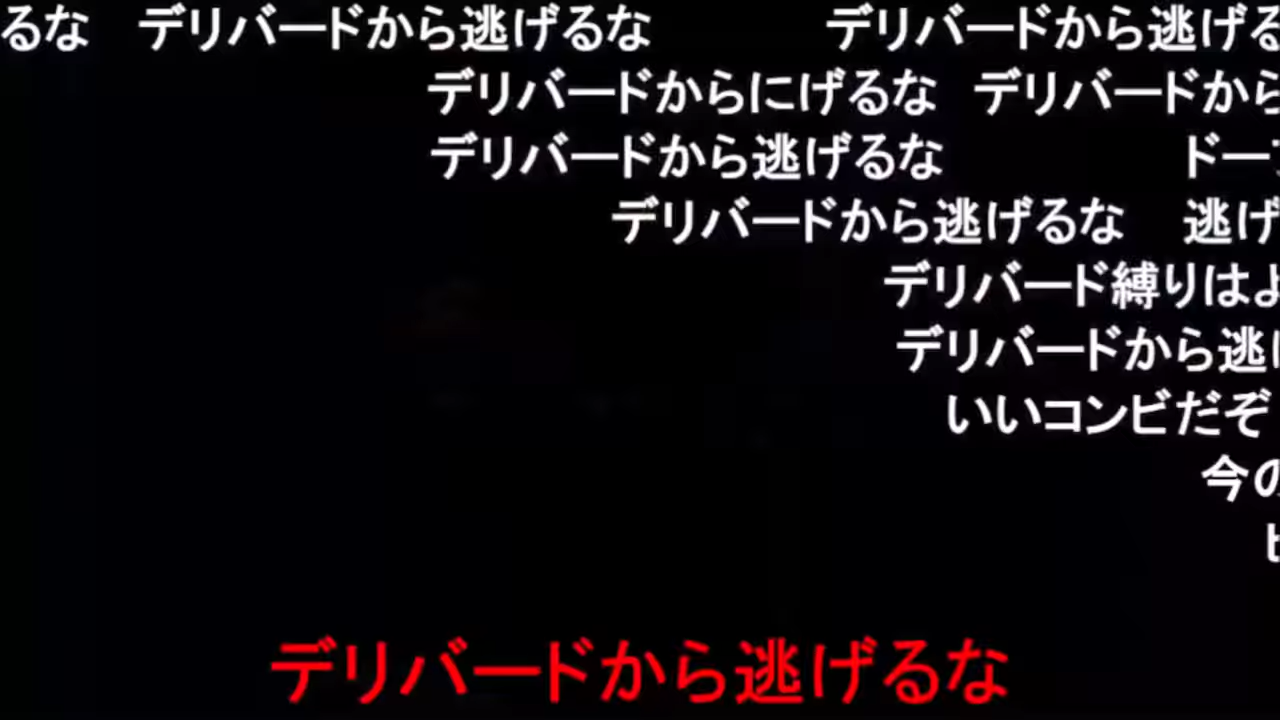 るな デリバードから逃げるな デリバードから逃げる
デリバードからにげるな デリバードから
デリバードから逃げるな ドー
デリバードから逃げるな 逃げ
デリバード縛りはよ
デリバードから逃げ
いいコンビだぞ
今の
デリバードから逃げるな